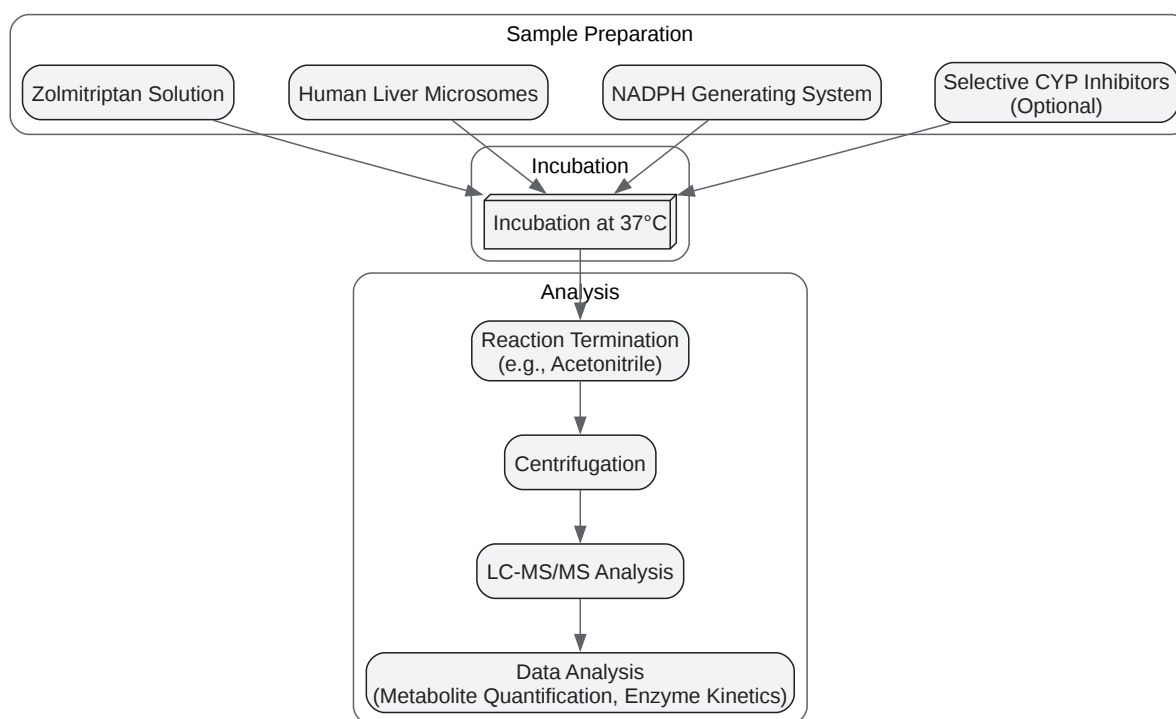 Sample Preparation
Zolmitriptan Solution
Human Liver Microsomes
NADPH Generating System
Selective CYP Inhibitors
(Optional)
Incubation
Incubation at 37°C
Analysis
Reaction Termination
(e.g., Acetonitrile)
Centrifugation
LC-MS/MS Analysis
Data Analysis
(Metabolite Quantification, Enzyme Kinetics)